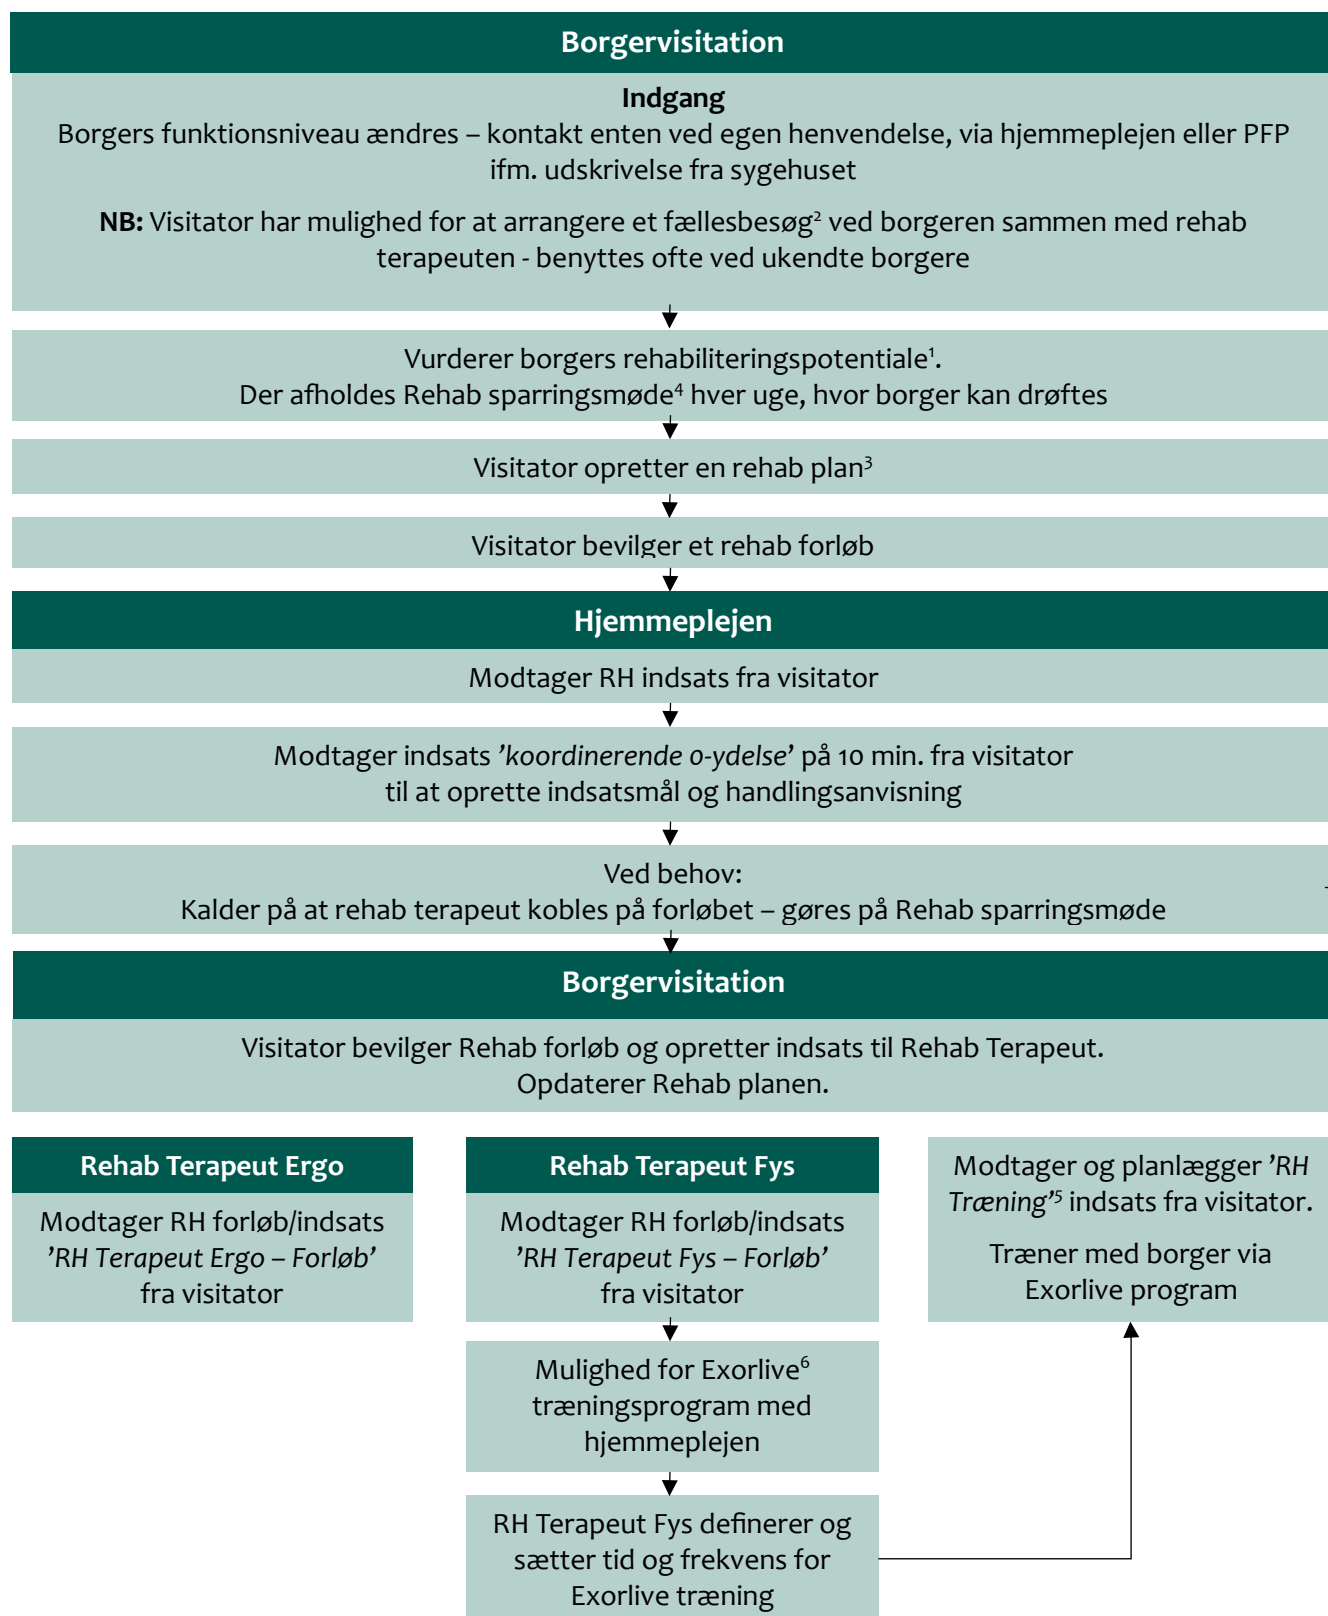 Borgervisitation
Indgang
Borgers funktionsniveau ændres – kontakt enten ved egen henvendelse, via hjemmeplejen eller PFP
ifm. udskrivelse fra sygehuset
NB: Visitator har mulighed for at arrangere et fællesbesøg² ved borgeren sammen med rehab
terapeuten - benyttes ofte ved ukendte borgere
Vurderer borgers rehabiliteringspotentiale¹.
Der afholdes Rehab sparringsmøde⁴ hver uge, hvor borger kan drøftes
Visitator opretter en rehab plan³
Visitator bevilger et rehab forløb
Hjemmeplejen
Modtager RH indsats fra visitator
Modtager indsats ’koordinerende 0-ydelse’ på 10 min. fra visitator
til at oprette indsatsmål og handlingsanvisning
Ved behov:
Kalder på at rehab terapeut kobles på forløbet – gøres på Rehab sparringsmøde
Borgervisitation
Visitator bevilger Rehab forløb og opretter indsats til Rehab Terapeut.
Opdaterer Rehab planen.
Rehab Terapeut Ergo
Modtager RH forløb/indsats
’RH Terapeut Ergo – Forløb’
fra visitator
Rehab Terapeut Fys
Modtager RH forløb/indsats
’RH Terapeut Fys – Forløb’
fra visitator
Mulighed for Exorlive⁶
træningsprogram med
hjemmeplejen
RH Terapeut Fys definerer og
sætter tid og frekvens for
Exorlive træning
Modtager og planlægger ’RH
Træning’⁵ indsats fra visitator.
Træner med borger via
Exorlive program